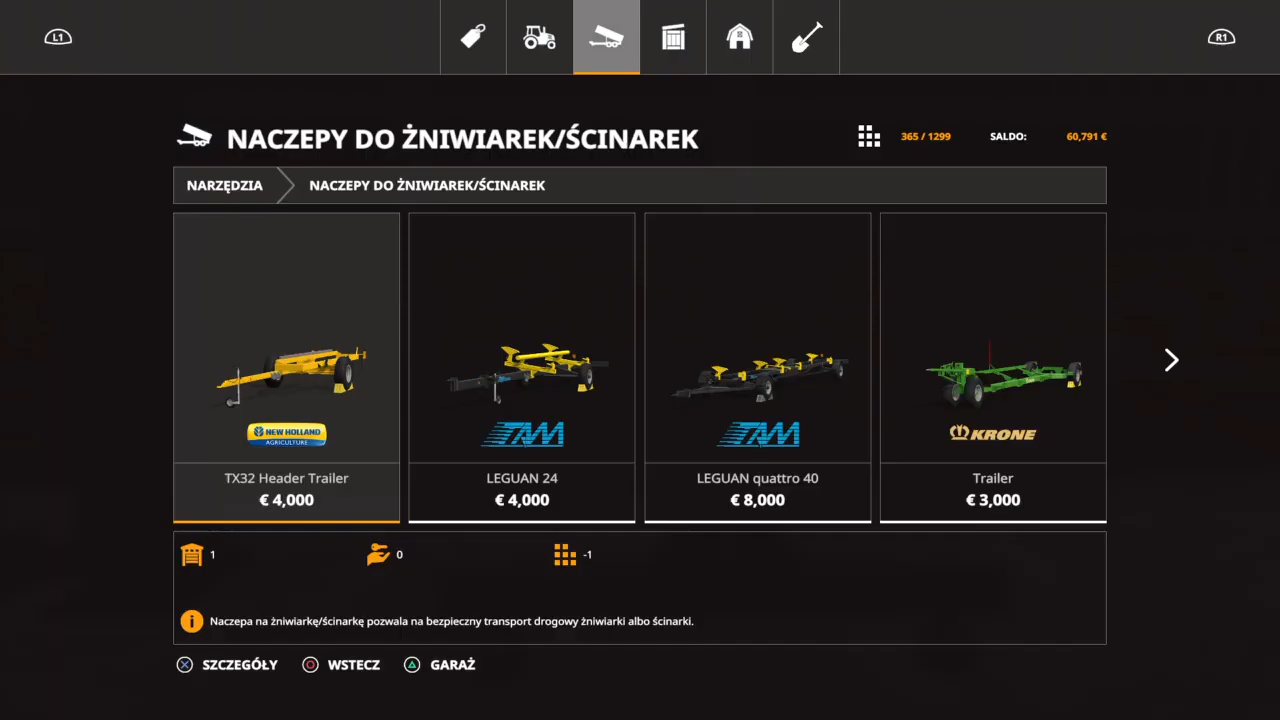 L1
R1
NACZEPY DO ŻNIWIAREK/ŚCINAREK
365 / 1299
SALDO:
60,791 €
NARZĘDZIA
NACZEPY DO ŻNIWIAREK/ŚCINAREK
NEW HOLLAND
AGRICULTURE
TAM
TAM
KRONE
TX32 Header Trailer
€ 4,000
LEGUAN 24
€ 4,000
LEGUAN quattro 40
€ 8,000
Trailer
€ 3,000
1
0
-1
Naczepa na żniwiarkę/ścinarkę pozwala na bezpieczny transport drogowy żniwiarki albo ścinarki.
SZCZEGÓŁY
WSTECZ
GARAŻ